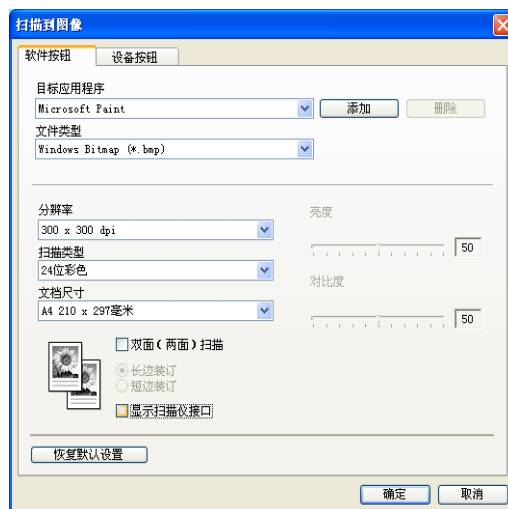 扫描到图像
软件按钮 设备按钮
目标应用程序
Microsoft Paint 添加 删除
文件类型
Windows Bitmap (*.bmp)
分辨率 亮度
300 x 300 dpi
50
扫描类型
24位彩色
对比度
文档尺寸
A4 210 x 297毫米
50
双面(两面)扫描
长边装订
短边装订
显示扫描仪接口
恢复默认设置
确定 取消